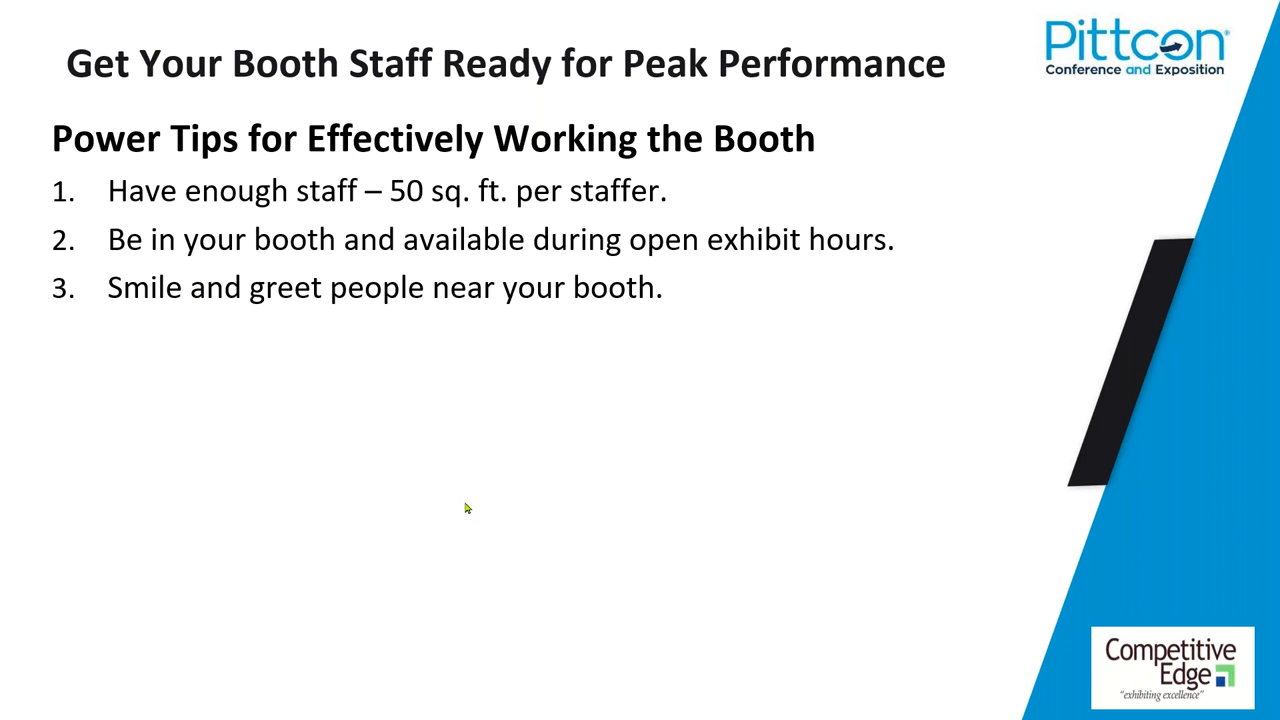 Get Your Booth Staff Ready for Peak Performance
Pittcon®
Conference and Exposition
Power Tips for Effectively Working the Booth
1. Have enough staff – 50 sq. ft. per staffer.
2. Be in your booth and available during open exhibit hours.
3. Smile and greet people near your booth.
Competitive
Edge
"exhibiting excellence"